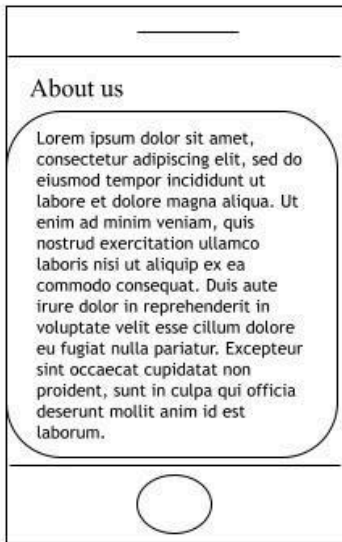 About us
Lorem ipsum dolor sit amet,
consectetur adipiscing elit, sed do
eiusmod tempor incididunt ut
labore et dolore magna aliqua. Ut
enim ad minim veniam, quis
nostrud exercitation ullamco
laboris nisi ut aliquip ex ea
commodo consequat. Duis aute
irure dolor in reprehenderit in
voluptate velit esse cillum dolore
eu fugiat nulla pariatur. Excepteur
sint occaecat cupidatat non
proident, sunt in culpa qui officia
deserunt mollit anim id est
laborum.